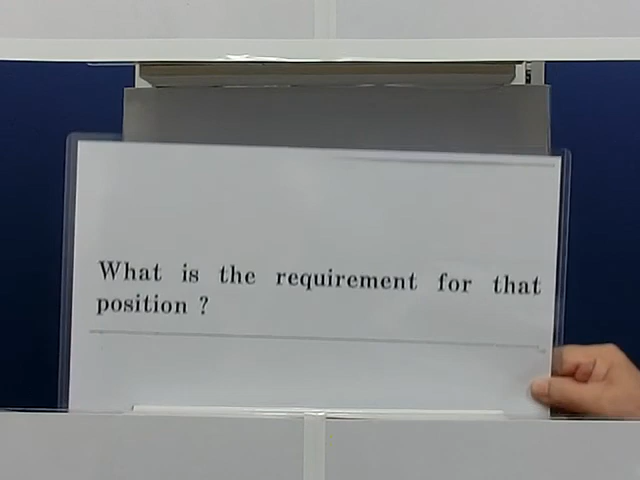 What is the requirement for that
position ?